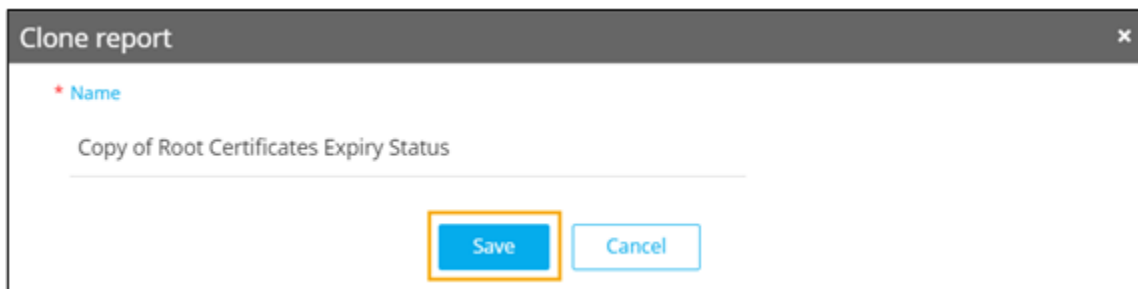 Clone report ×
* Name
Copy of Root Certificates Expiry Status
Save Cancel